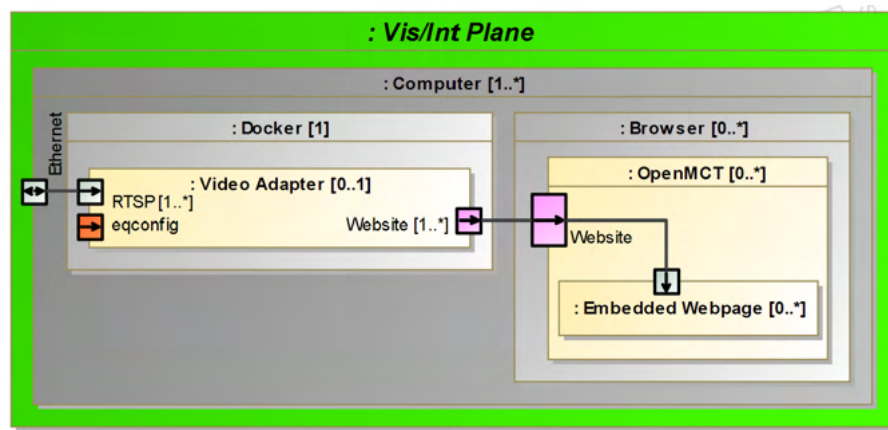 : Vis/Int Plane
: Computer [1..*]
Ethernet
: Docker [1]
: Browser [0..*]
: Video Adapter [0..1]
: OpenMCT [0..*]
RTSP [1..*]
eqconfig
Website [1..*]
Website
: Embedded Webpage [0..*]